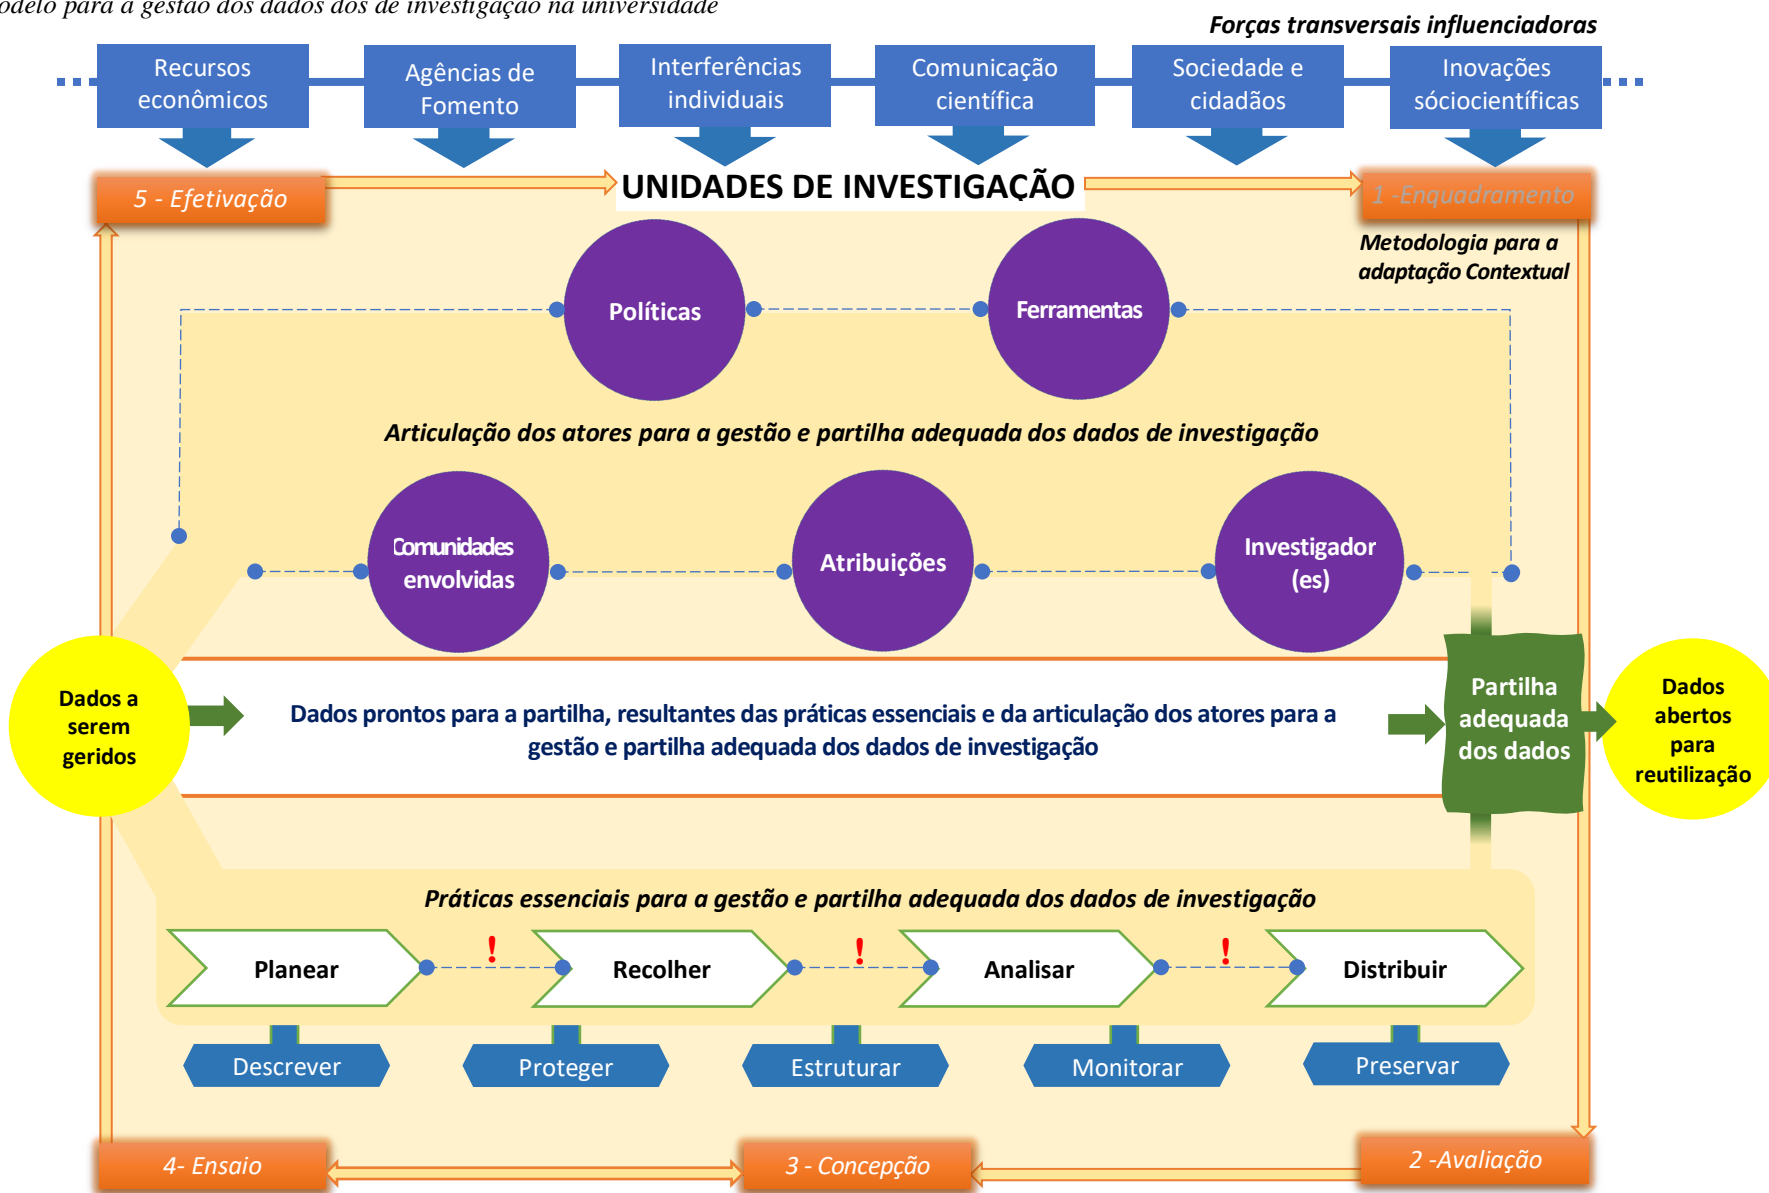 odelo para a gestão dos dados dos de investigação na universidade
Forças transversais influenciadoras
Recursos
econômicos
Agências de
Fomento
Interferências
individuais
Comunicação
científica
Sociedade e
cidadãos
Inovações
sóciocientíficas
5 - Efetivação
UNIDADES DE INVESTIGAÇÃO
1 -Enquadramento
Metodologia para a
adaptação Contextual
Políticas
Ferramentas
Articulação dos atores para a gestão e partilha adequada dos dados de investigação
Comunidades
envolvidas
Atribuições
Investigador
(es)
Dados a
serem
geridos
Dados prontos para a partilha, resultantes das práticas essenciais e da articulação dos atores para a
gestão e partilha adequada dos dados de investigação
Partilha
adequada
dos dados
Dados
abertos
para
reutilização
Práticas essenciais para a gestão e partilha adequada dos dados de investigação
Planear
!
Recolher
!
Analisar
!
Distribuir
Descrever
Proteger
Estruturar
Monitorar
Preservar
4- Ensaio
3 - Concepção
2 -Avaliação